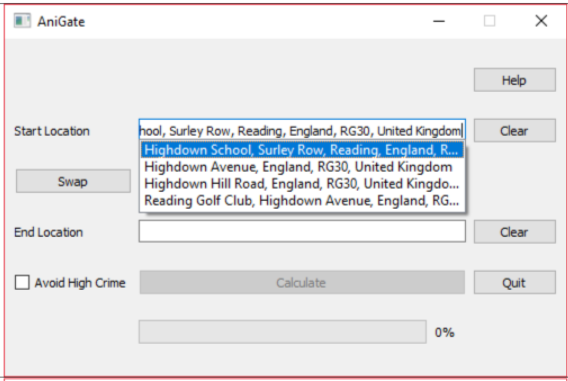 AniGate
Help
Start Location
hool, Surley Row, Reading, England, RG30, United Kingdom
Clear
Highdown School, Surley Row, Reading, England, R...
Highdown Avenue, England, RG30, United Kingdom
Highdown Hill Road, England, RG30, United Kingdo...
Reading Golf Club, Highdown Avenue, England, RG...
Swap
End Location
Clear
Avoid High Crime
Calculate
Quit
0%